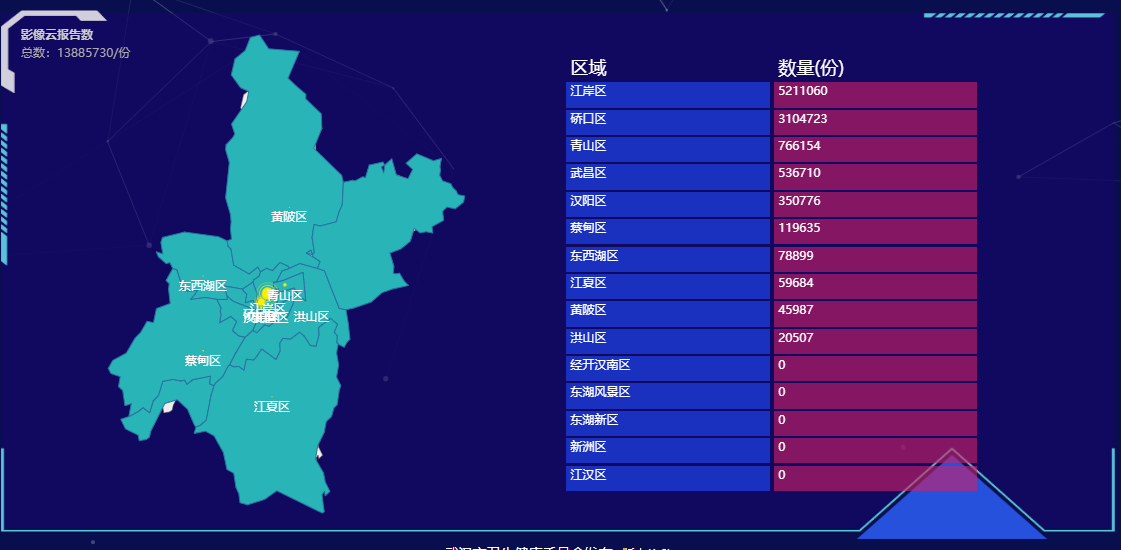 影像云报告数
总数：13885730/份
黄陂区
东西湖区
青山区
江岸区
洪山区
蔡甸区
江夏区
区域 数量(份)
江岸区 5211060
硚口区 3104723
青山区 766154
武昌区 536710
汉阳区 350776
蔡甸区 119635
东西湖区 78899
江夏区 59684
黄陂区 45987
洪山区 20507
经开汉南区 0
东湖风景区 0
东湖新区 0
新洲区 0
江汉区 0